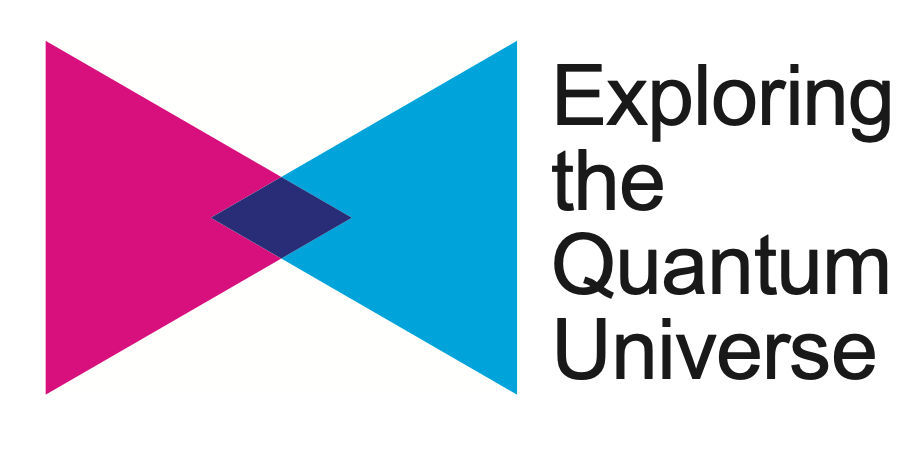 Exploring
the
Quantum
Universe